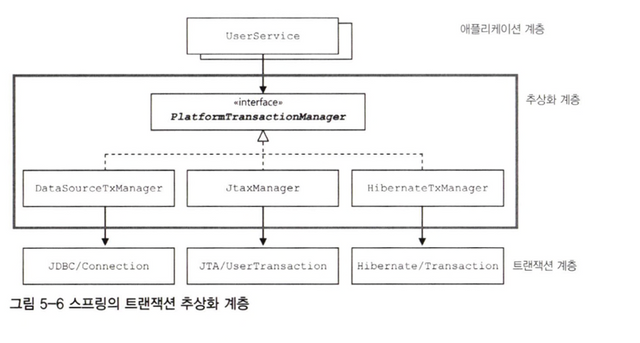 UserService
애플리케이션 계층
«interface»
PlatformTransactionManager
추상화 계층
DataSourceTxManager
JtaxManager
HibernateTxManager
JDBC/Connection
JTA/UserTransaction
Hibernate/Transaction
트랜잭션 계층
그림 5-6 스프링의 트랜잭션 추상화 계층